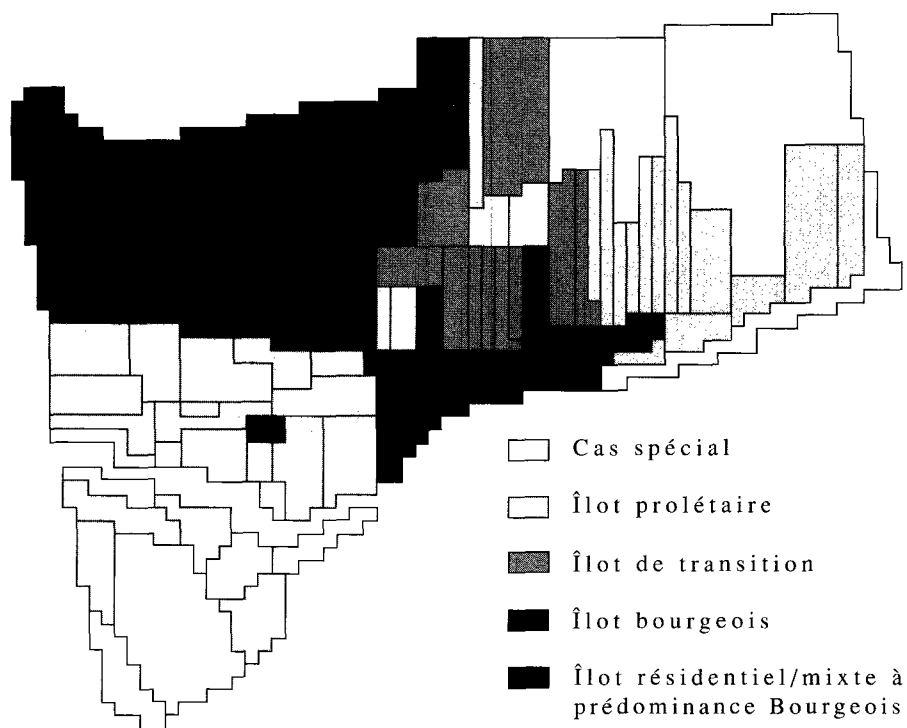 Cas spécial
Îlot prolétaire
Îlot de transition
Îlot bourgeois
Îlot résidentiel/mixte à
prédominance Bourgeois